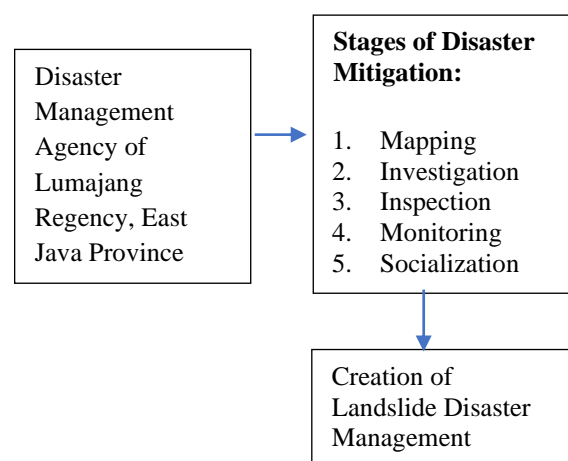 Disaster
Management
Agency of
Lumajang
Regency, East
Java Province
Stages of Disaster
Mitigation:
1. Mapping
2. Investigation
3. Inspection
4. Monitoring
5. Socialization
Creation of
Landslide Disaster
Management